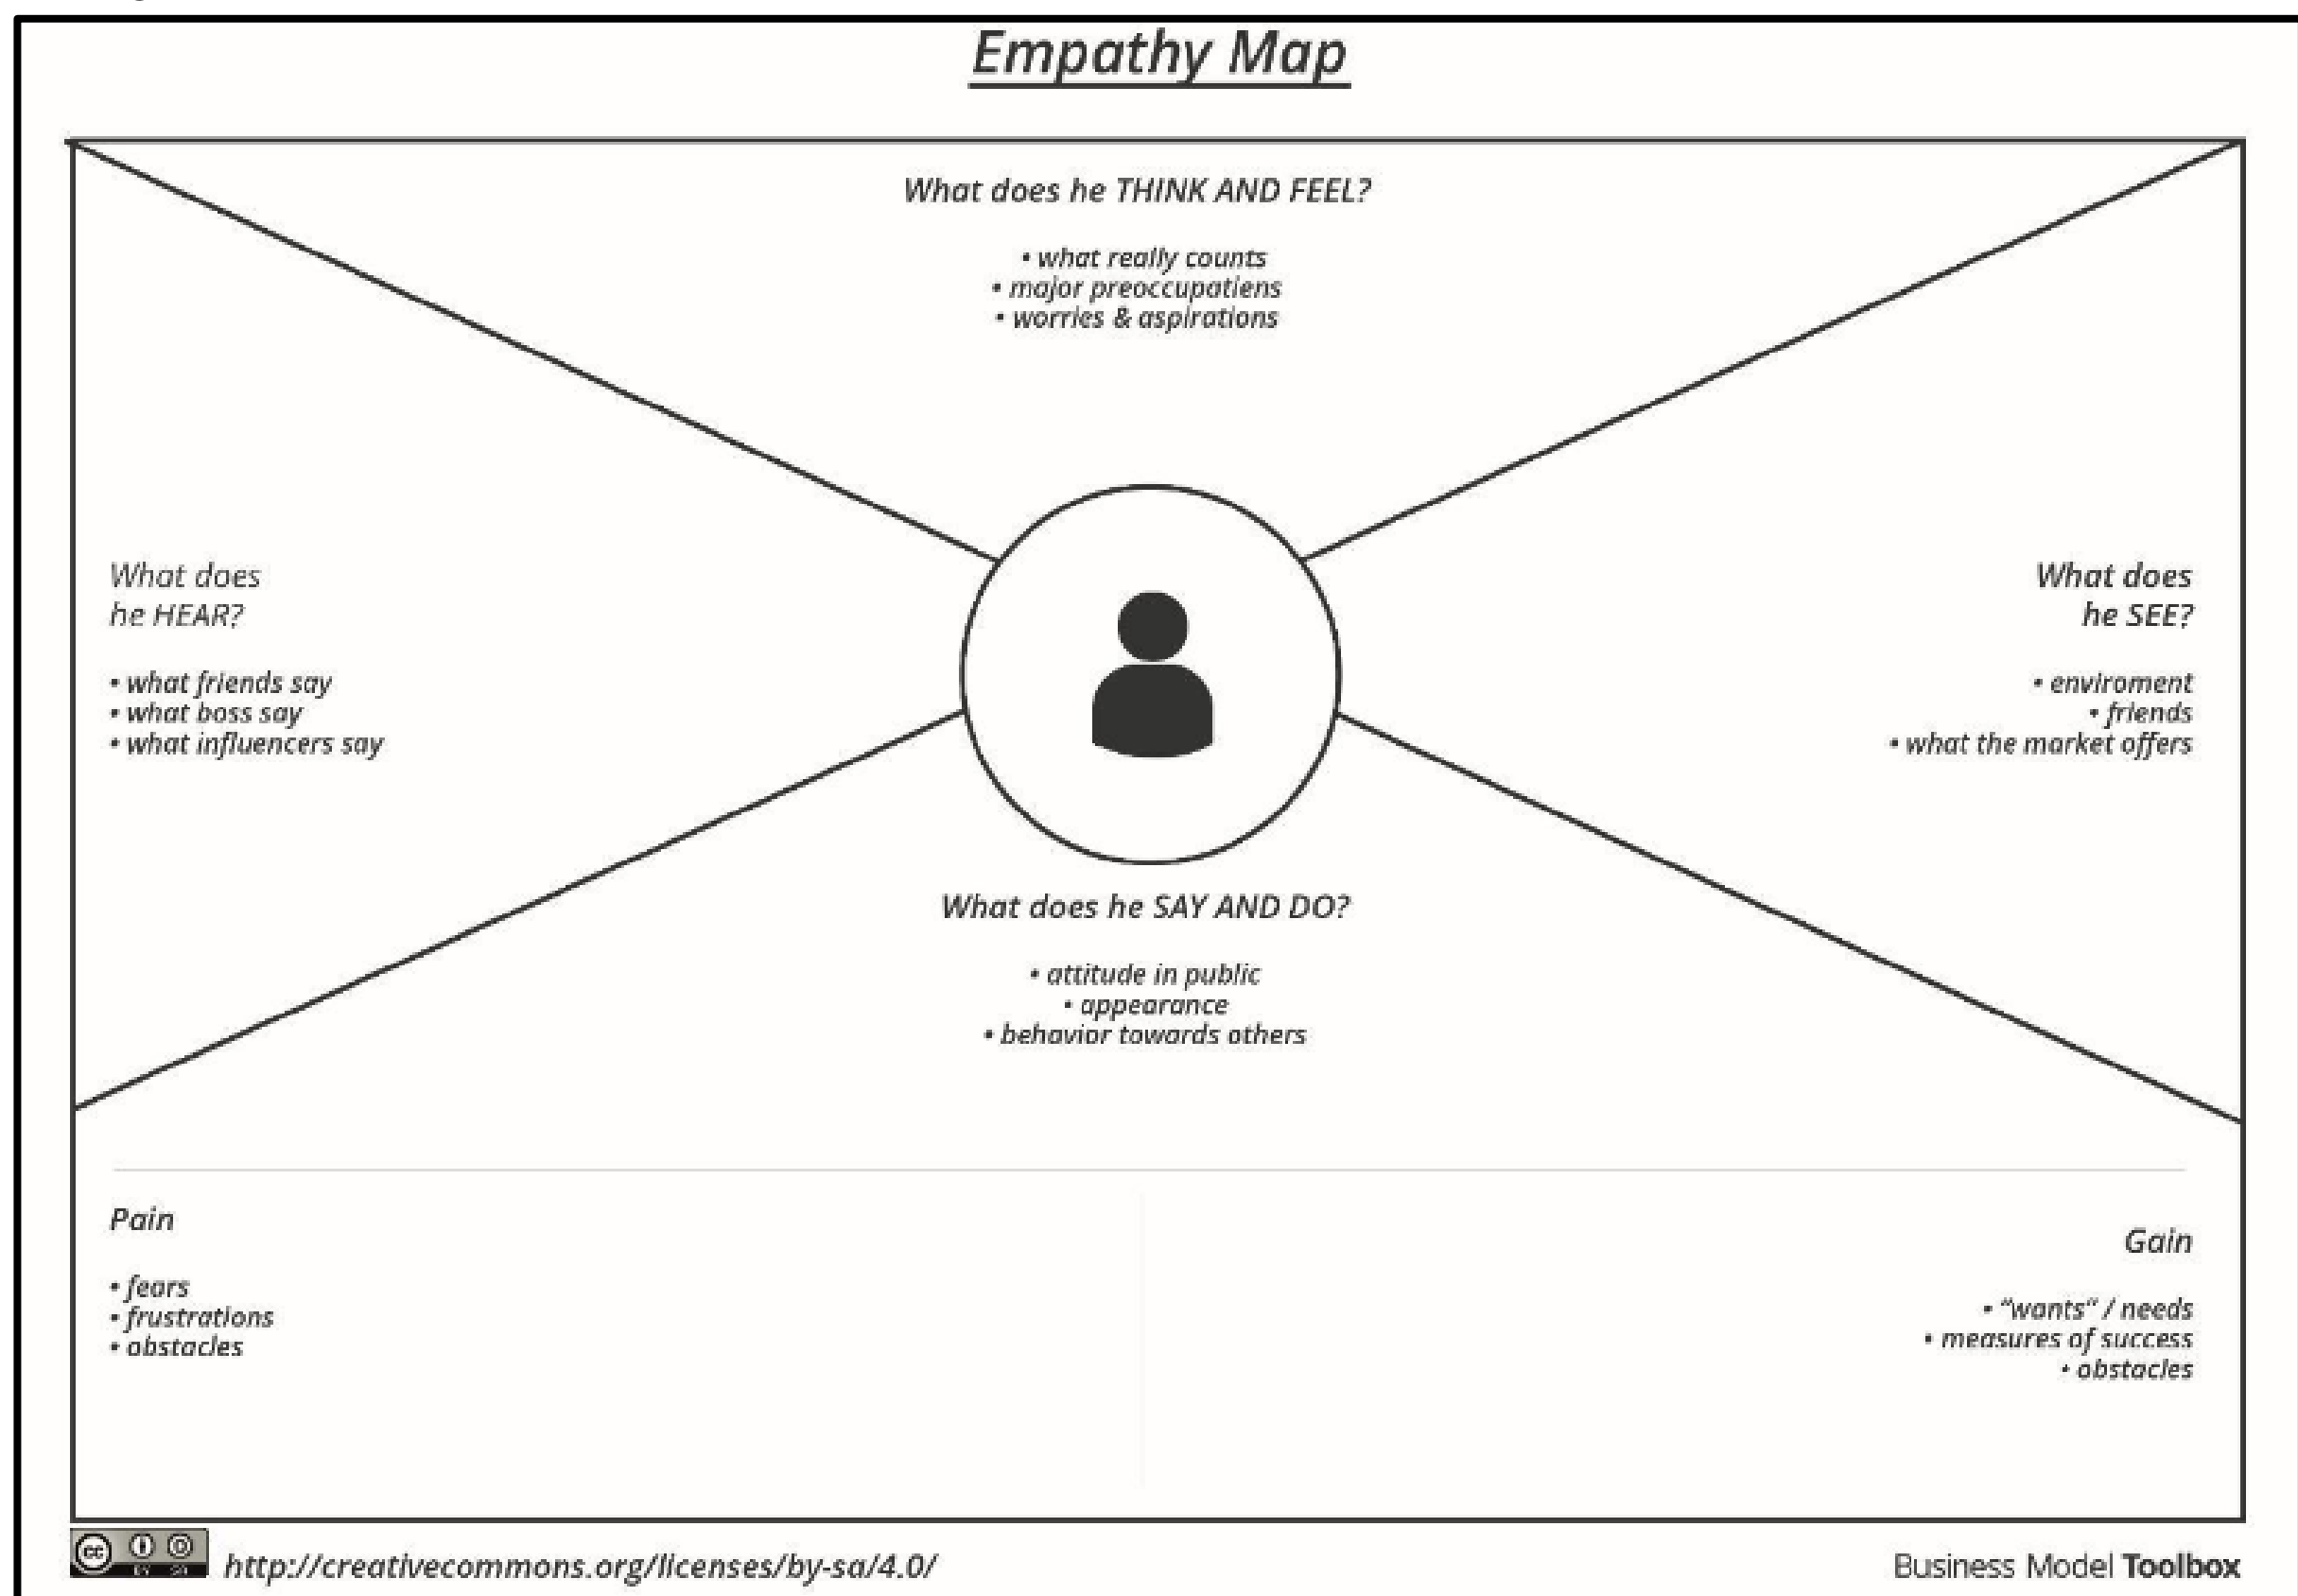 Empathy Map
What does he THINK AND FEEL?
• what really counts
• major preoccupatiens
• worries & aspirations
What does
he HEAR?
• what friends say
• what boss say
• what influencers say
What does
he SEE?
• enviroment
• friends
• what the market offers
What does he SAY AND DO?
• attitude in public
• appearance
• behavior towards others
Pain
• fears
• frustrations
• obstacles
Gain
• “wants” / needs
• measures of success
• obstacles
cc
BY SA
http://creativecommons.org/licenses/by-sa/4.0/
Business Model Toolbox